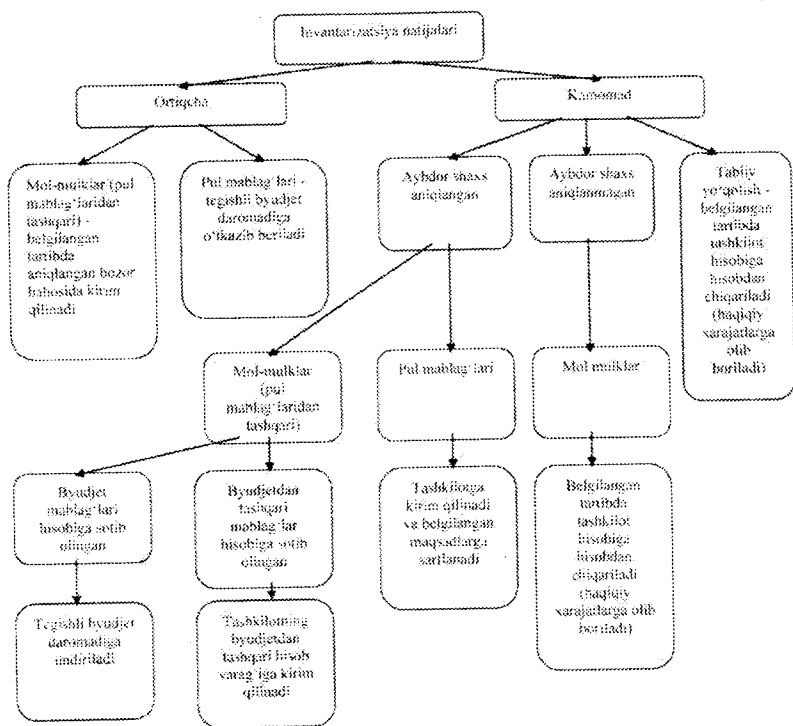 Invantarizatsiya natijalari
Ortiqcha
Kamomad
Mol-mulklar (pul
mablag‘laridan
tashqari) -
belgilangan
tartibda
aniqlangan bozor
bahosida kirim
qilinadi
Pul mablag‘lari -
tegishli byudjet
daromadiga
o‘tkazib beriladi
Aybdor shaxs
aniqlangan
Aybdor shaxs
aniqlanmagan
Tabiiy
yo‘qotish -
belgilangan
tartibda
tashkilot
hisobiga
hisobdan
chiqariladi
(haqiqiy
xarajatlarga
olib
boriladi)
Mol-mulklar
(pul
mablag‘laridan
tashqari)
Pul mablag‘lari
Mol mulklar
Byudjet
mablag‘lari
hisobiga sotib
olingan
Byudjetdan
tashqari
mablag‘lar
hisobiga sotib
olingan
Tashkilotga
kirim qilinadi
va belgilangan
maqsadlarga
sarflanadi
Belgilangan
tartibda
tashkilot
hisobiga
hisobdan
chiqariladi
(haqiqiy
xarajatlarga olib
boriladi)
Tegishli byudjet
daromadiga
undiriladi
Tashkilotning
byudjetdan
tashqari hisob
varag‘iga kirim
qilinadi